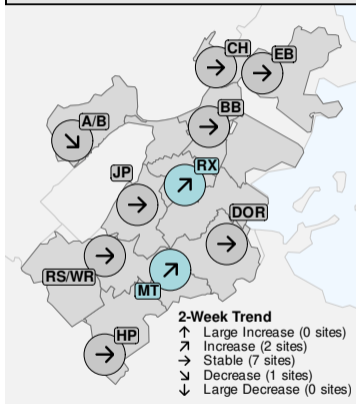 CH
EB
BB
A/B
RX
JP
DOR
RS/WR
MT
HP
2-Week Trend
↑ Large Increase (0 sites)
↗ Increase (2 sites)
→ Stable (7 sites)
↘ Decrease (1 sites)
↓ Large Decrease (0 sites)